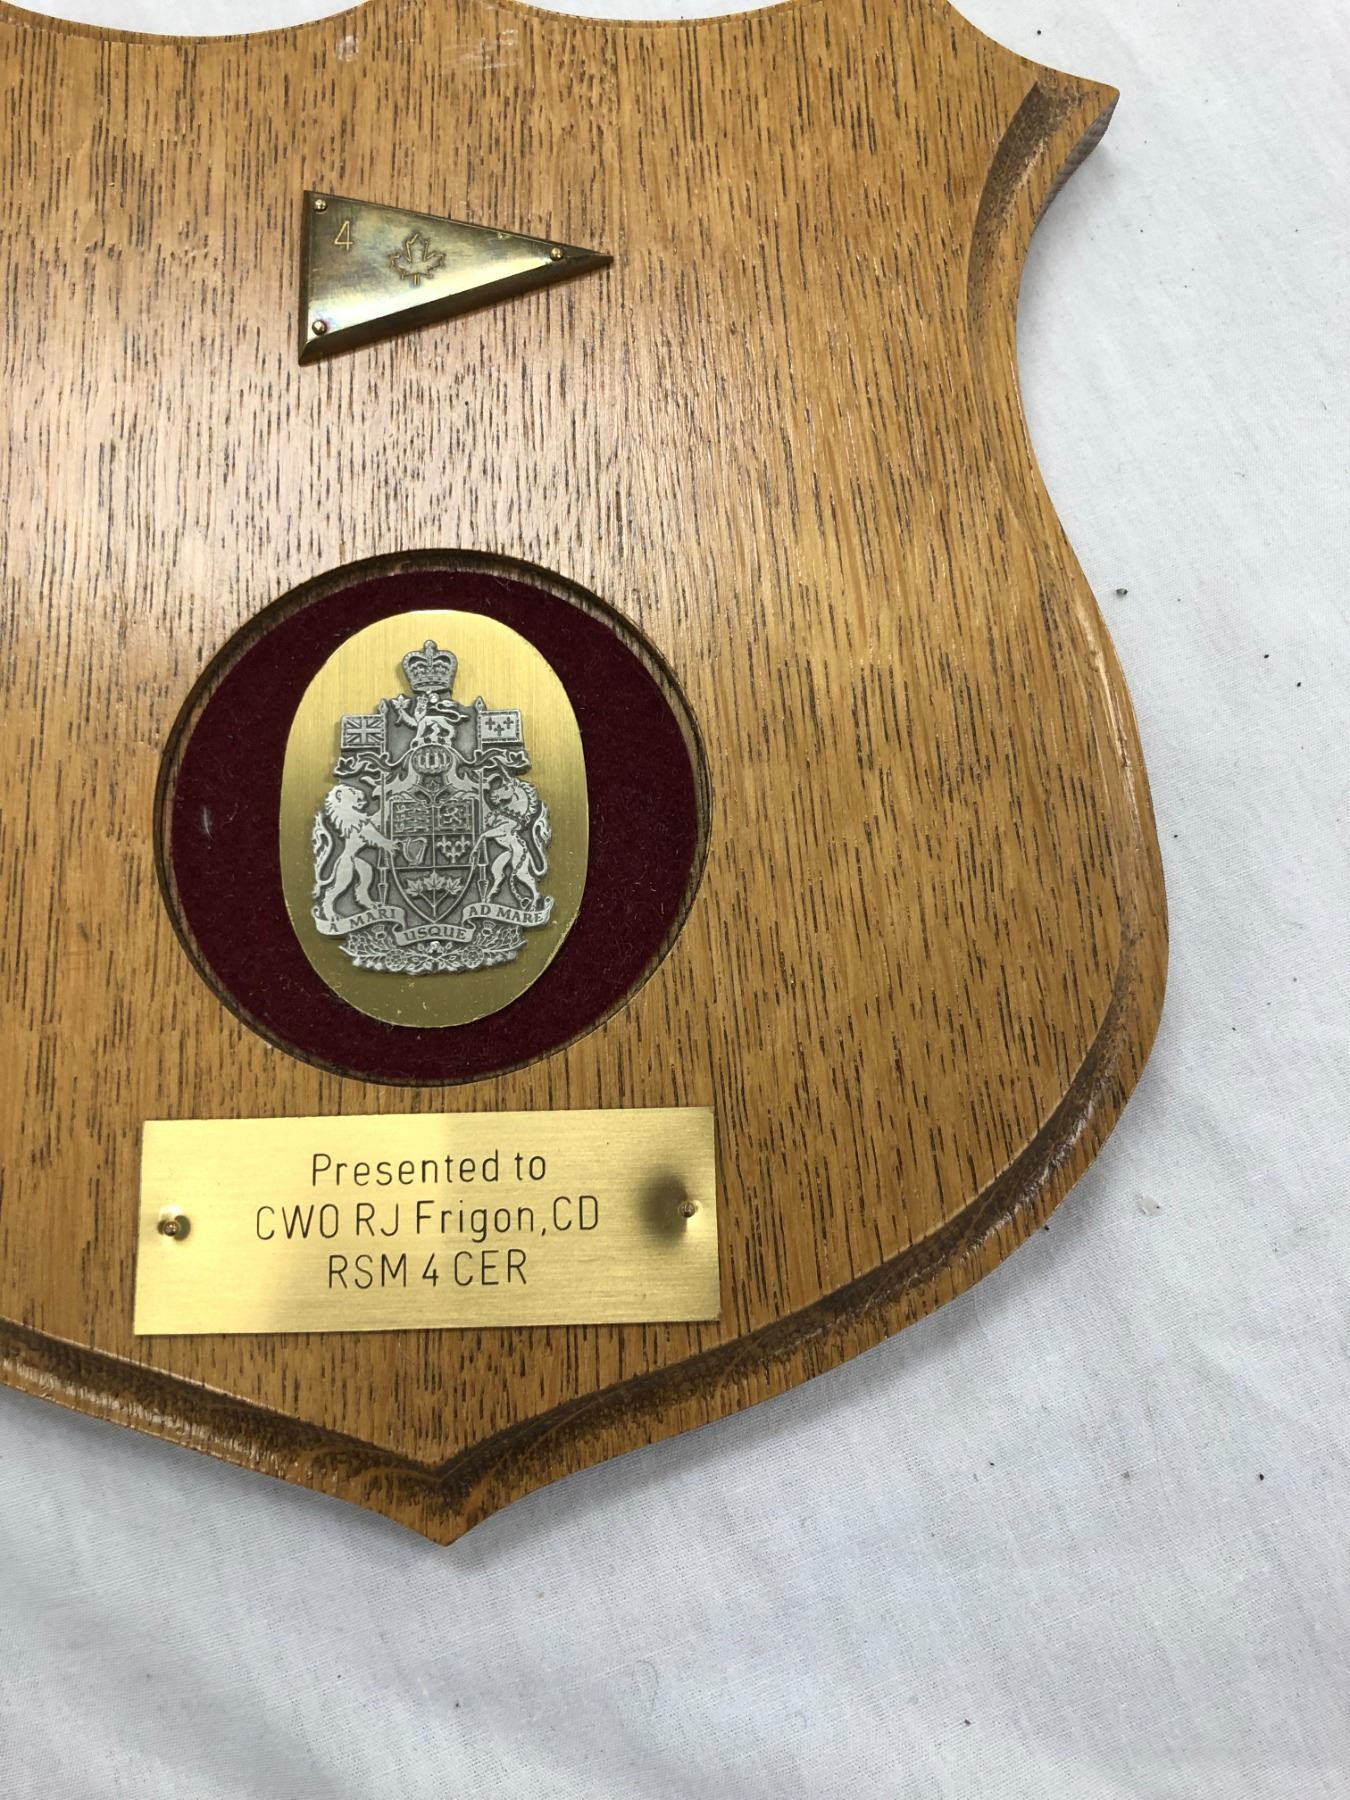 4
A MARI
USQUE
AD MARE
Presented to
CWO RJ Frigon, CD
RSM 4 CER